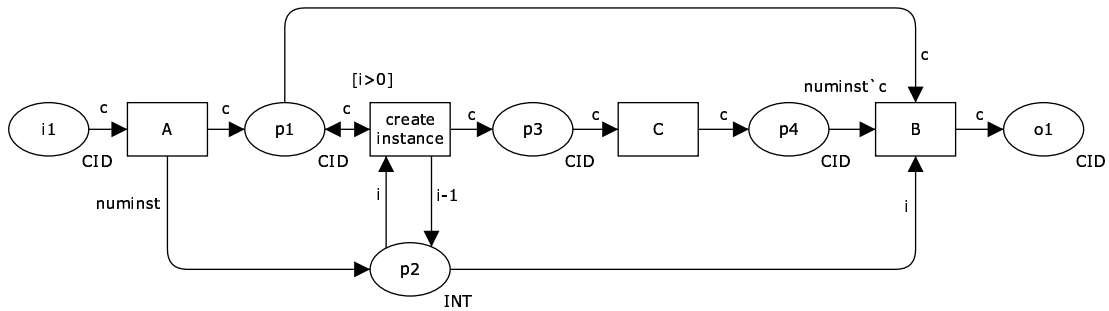 [i>0]
c
numinst`c
c
c
c
c
c
c
c
i1
A
p1
create
instance
p3
C
p4
B
o1
CID
CID
CID
CID
CID
numinst
i
i-1
i
p2
INT